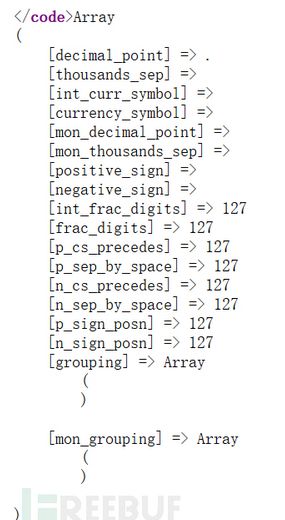 </code>Array
(
[decimal_point] => .
[thousands_sep] =>
[int_curr_symbol] =>
[currency_symbol] =>
[mon_decimal_point] =>
[mon_thousands_sep] =>
[positive_sign] =>
[negative_sign] =>
[int_frac_digits] => 127
[frac_digits] => 127
[p_cs_precedes] => 127
[p_sep_by_space] => 127
[n_cs_precedes] => 127
[n_sep_by_space] => 127
[p_sign_posn] => 127
[n_sign_posn] => 127
[grouping] => Array
(
)
[mon_grouping] => Array
(
)
)
FREEBUF